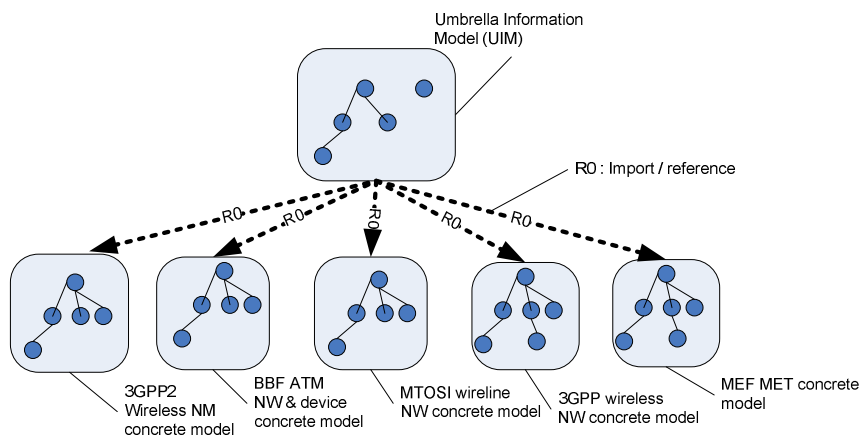 Umbrella Information
Model (UIM)
R0 : Import / reference
R0
R0
R0
R0
R0
3GPP2
Wireless NM
concrete model
BBF ATM
NW & device
concrete model
MTOSI wireline
NW concrete model
3GPP wireless
NW concrete model
MEF MET concrete
model